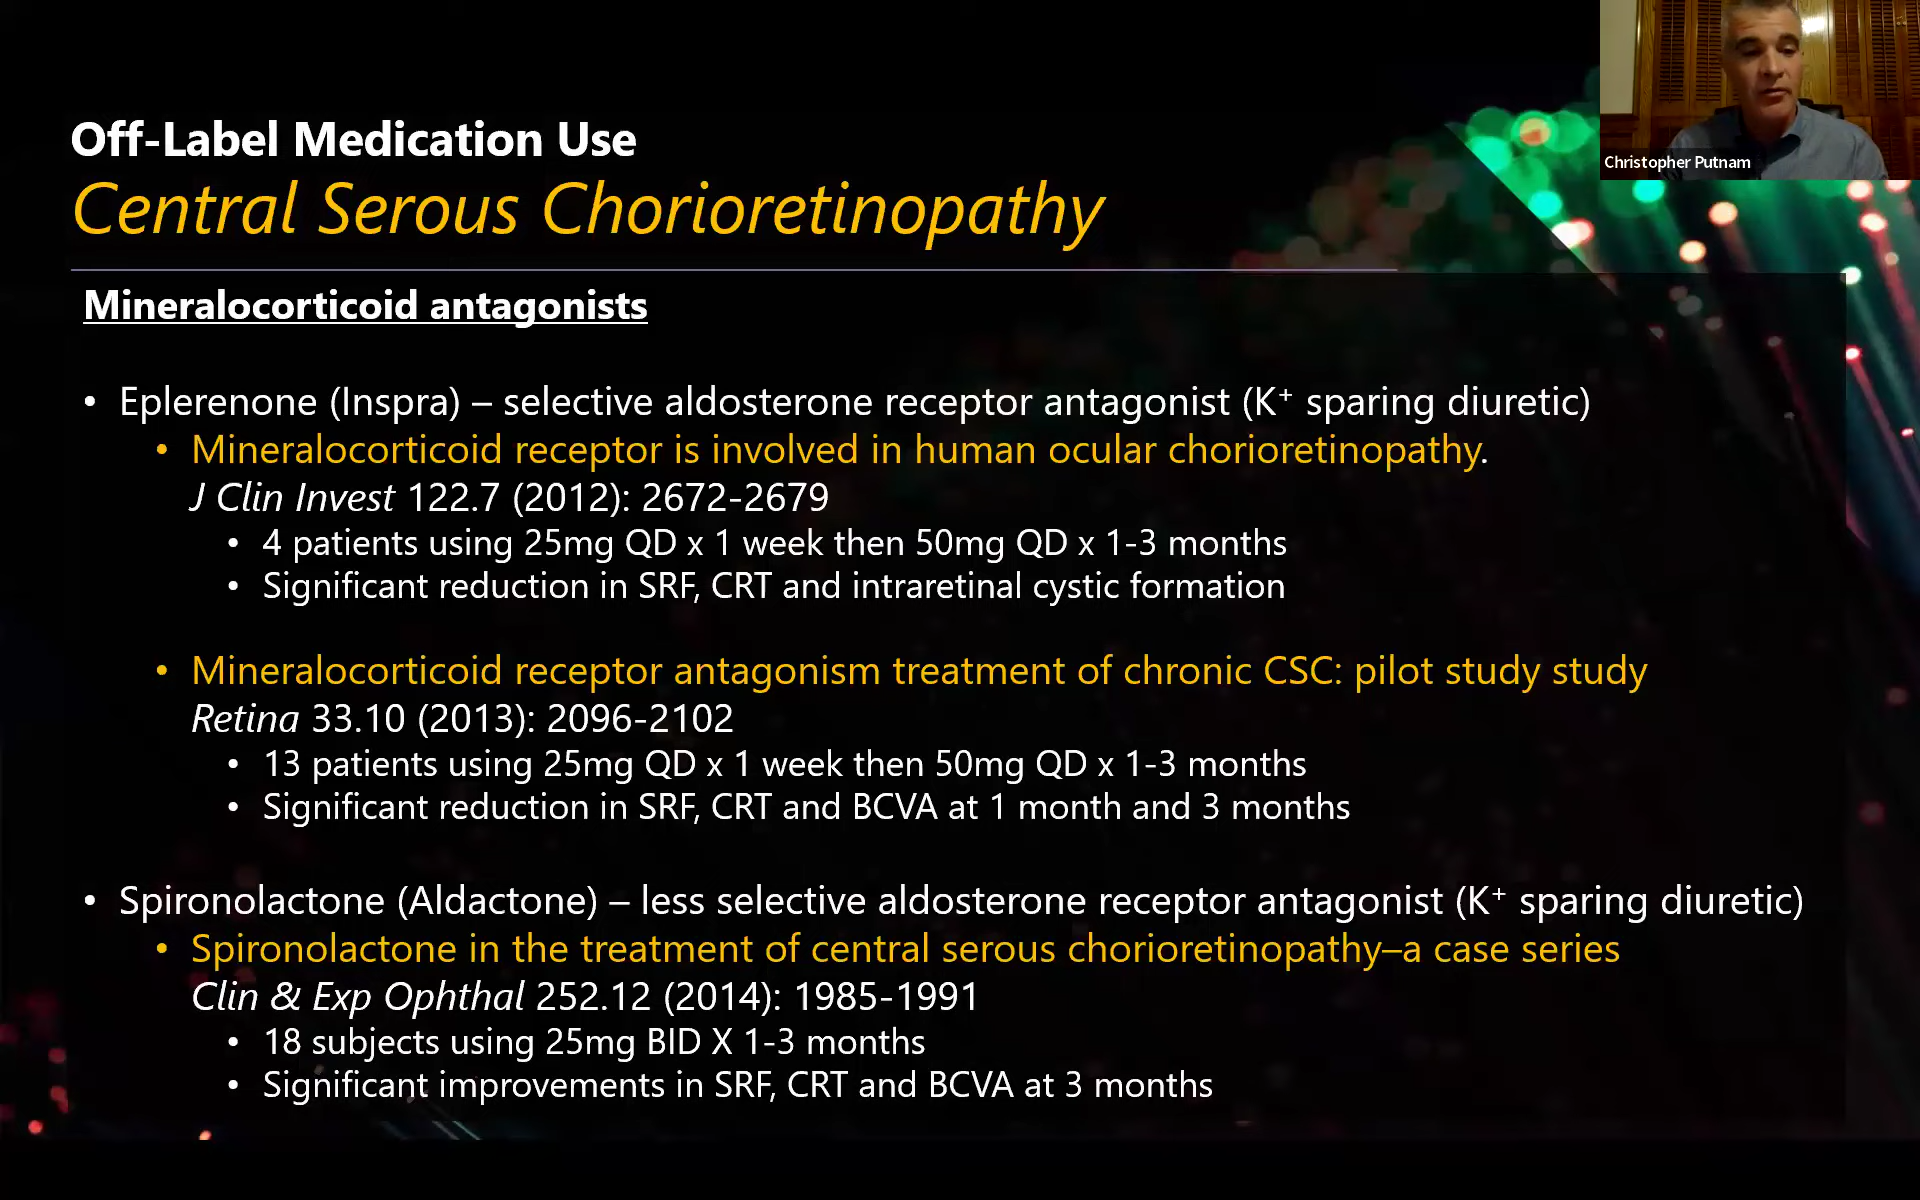 Christopher Putnam
Off-Label Medication Use
Central Serous Chorioretinopathy
Mineralocorticoid antagonists
• Eplerenone (Inspra) – selective aldosterone receptor antagonist (K⁺ sparing diuretic)
• Mineralocorticoid receptor is involved in human ocular chorioretinopathy.
J Clin Invest 122.7 (2012): 2672-2679
• 4 patients using 25mg QD x 1 week then 50mg QD x 1-3 months
• Significant reduction in SRF, CRT and intraretinal cystic formation
• Mineralocorticoid receptor antagonism treatment of chronic CSC: pilot study study
Retina 33.10 (2013): 2096-2102
• 13 patients using 25mg QD x 1 week then 50mg QD x 1-3 months
• Significant reduction in SRF, CRT and BCVA at 1 month and 3 months
• Spironolactone (Aldactone) – less selective aldosterone receptor antagonist (K⁺ sparing diuretic)
• Spironolactone in the treatment of central serous chorioretinopathy–a case series
Clin & Exp Ophthal 252.12 (2014): 1985-1991
• 18 subjects using 25mg BID X 1-3 months
• Significant improvements in SRF, CRT and BCVA at 3 months